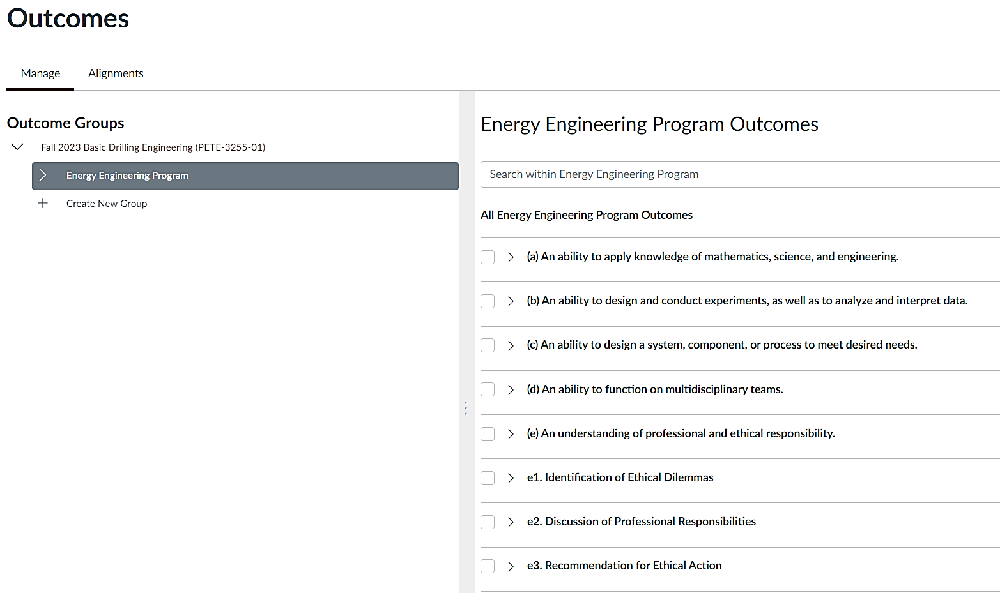 Outcomes
Manage
Alignments
Outcome Groups
Fall 2023 Basic Drilling Engineering (PETE-3255-01)
Energy Engineering Program
Create New Group
Energy Engineering Program Outcomes
Search within Energy Engineering Program
All Energy Engineering Program Outcomes
(a) An ability to apply knowledge of mathematics, science, and engineering.
(b) An ability to design and conduct experiments, as well as to analyze and interpret data.
(c) An ability to design a system, component, or process to meet desired needs.
(d) An ability to function on multidisciplinary teams.
(e) An understanding of professional and ethical responsibility.
e1. Identification of Ethical Dilemmas
e2. Discussion of Professional Responsibilities
e3. Recommendation for Ethical Action